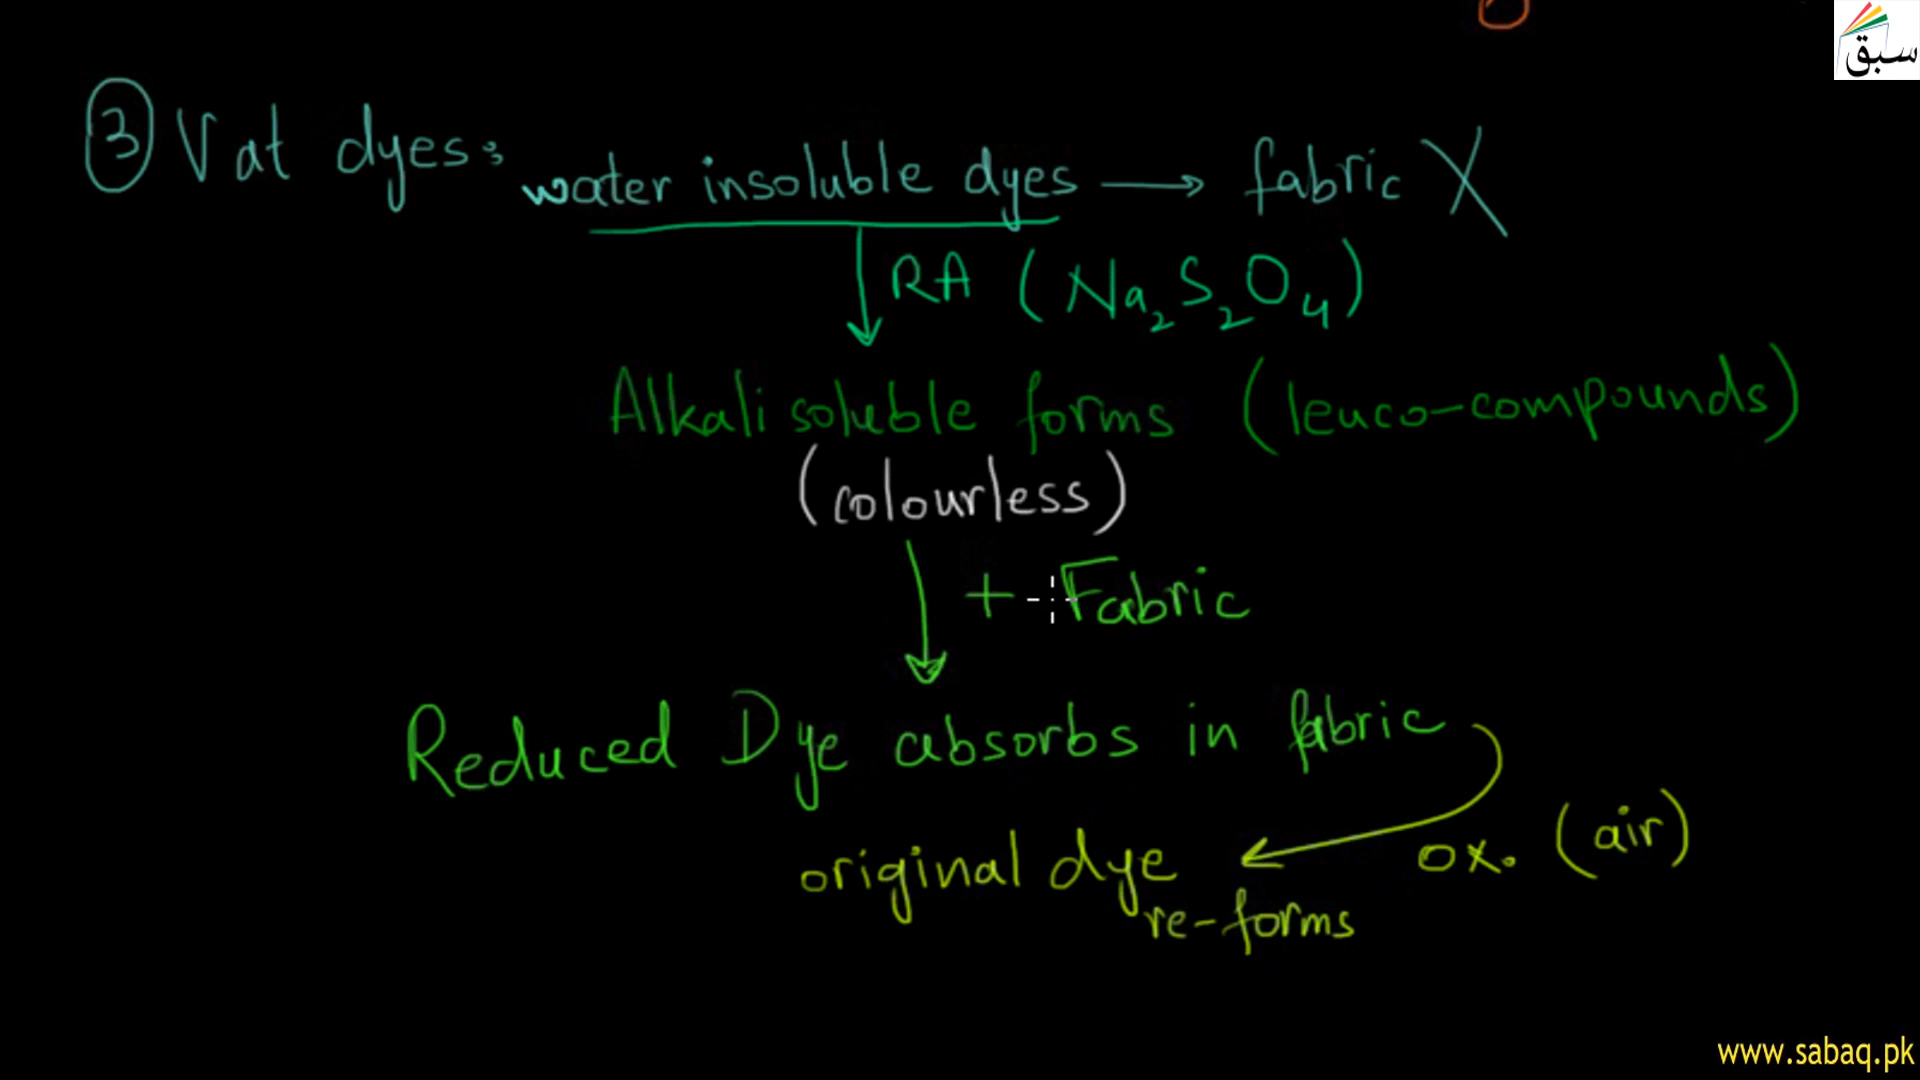 سبق
3 Vat dyes: water insoluble dyes → fabric X
RA (Na₂S₂O₄)
Alkali soluble forms (leuco-compounds)
(colourless)
+ Fabric
Reduced Dye absorbs in fabric
ox. (air)
original dye
re-forms
www.sabaq.pk